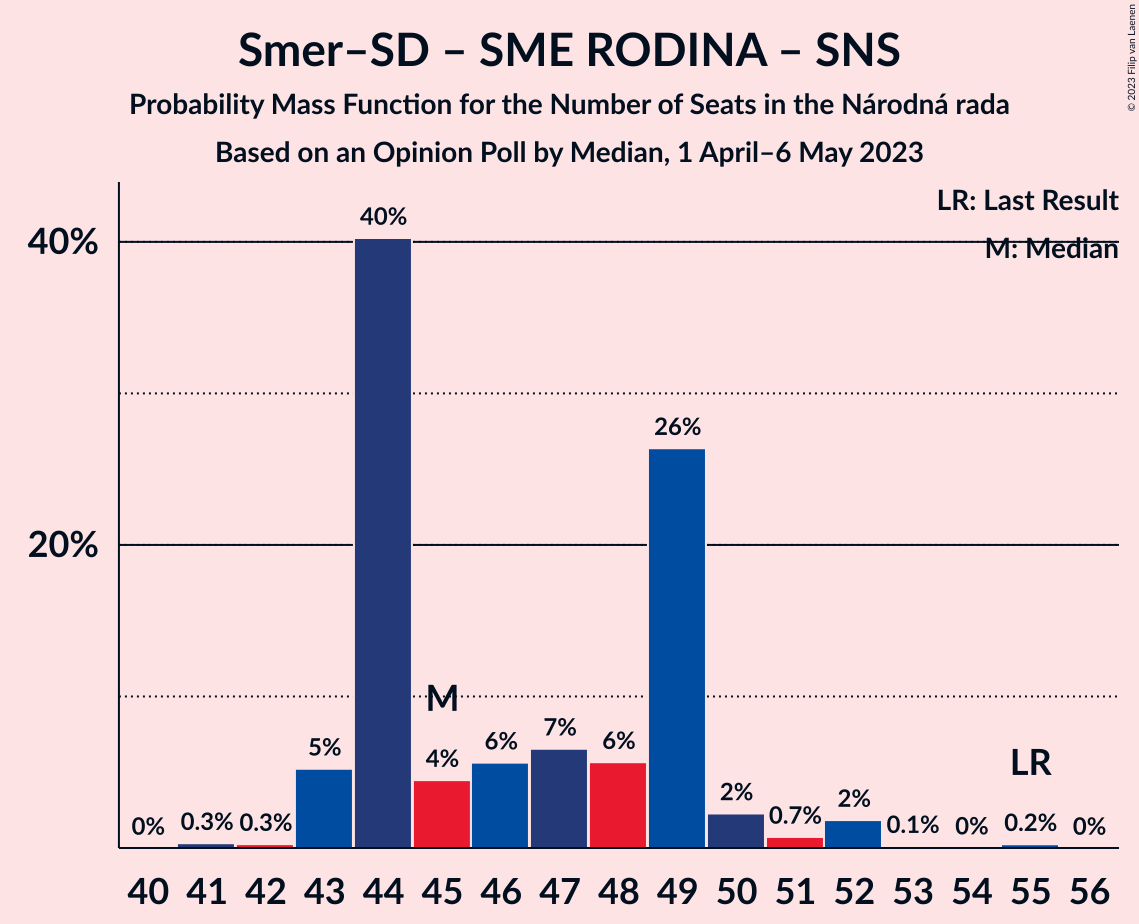 Smer–SD – SME RODINA – SNS
Probability Mass Function for the Number of Seats in the Národná rada
Based on an Opinion Poll by Median, 1 April–6 May 2023
© 2023 Filip van Laenen
LR: Last Result
M: Median
40%
20%
0%
0.3%
0.3%
5%
40%
4%
6%
7%
6%
26%
2%
0.7%
2%
0.1%
0%
0.2%
0%
M
LR
40 41 42 43 44 45 46 47 48 49 50 51 52 53 54 55 56